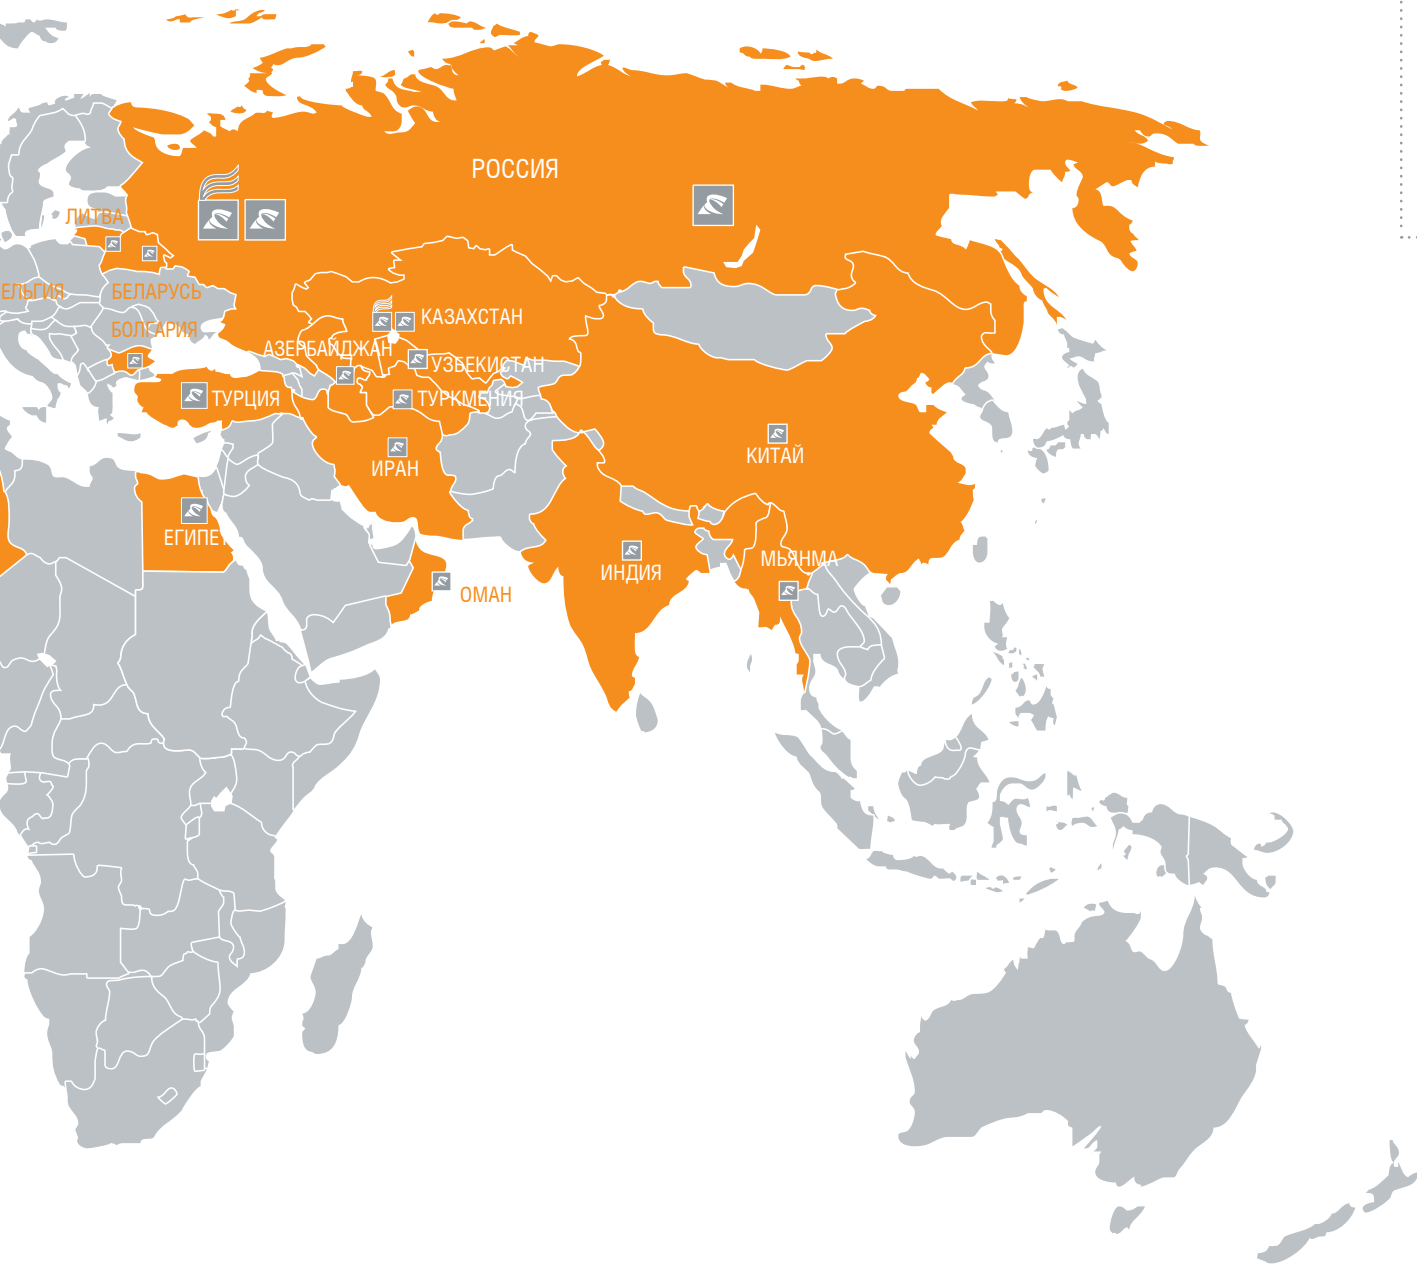 РОССИЯ
ЛИТВА
ЕЛЬГИЯ
БЕЛАРУСЬ
КАЗАХСТАН
БОЛГАРИЯ
АЗЕРБАЙДЖАН
УЗБЕКИСТАН
ТУРЦИЯ
ТУРКМЕНИЯ
КИТАЙ
ИРАН
ЕГИПЕТ
МЬЯНМА
ИНДИЯ
ОМАН